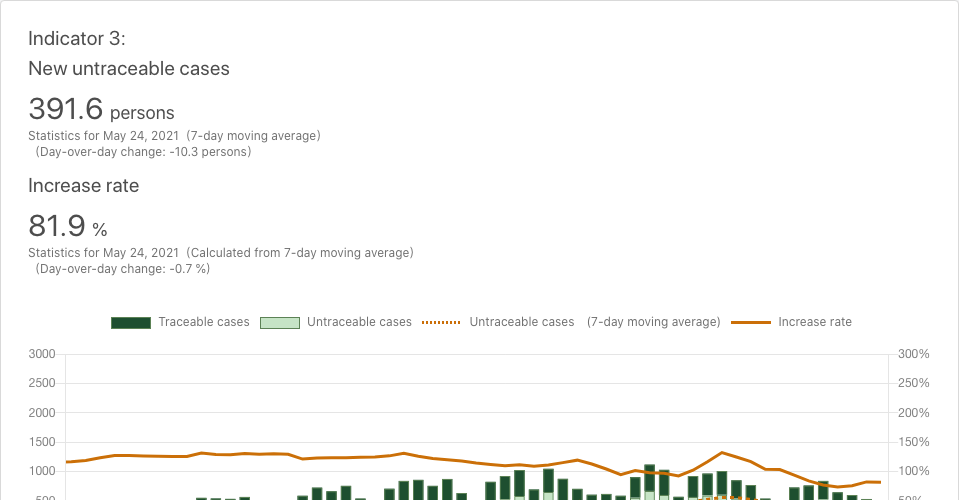 Indicator 3:
New untraceable cases
391.6 persons
Statistics for May 24, 2021 (7-day moving average)
(Day-over-day change: -10.3 persons)
Increase rate
81.9 %
Statistics for May 24, 2021 (Calculated from 7-day moving average)
(Day-over-day change: -0.7 %)
Traceable cases Untraceable cases Untraceable cases (7-day moving average) Increase rate
3000 300%
2500 250%
2000 200%
1500 150%
1000 100%
500 50%